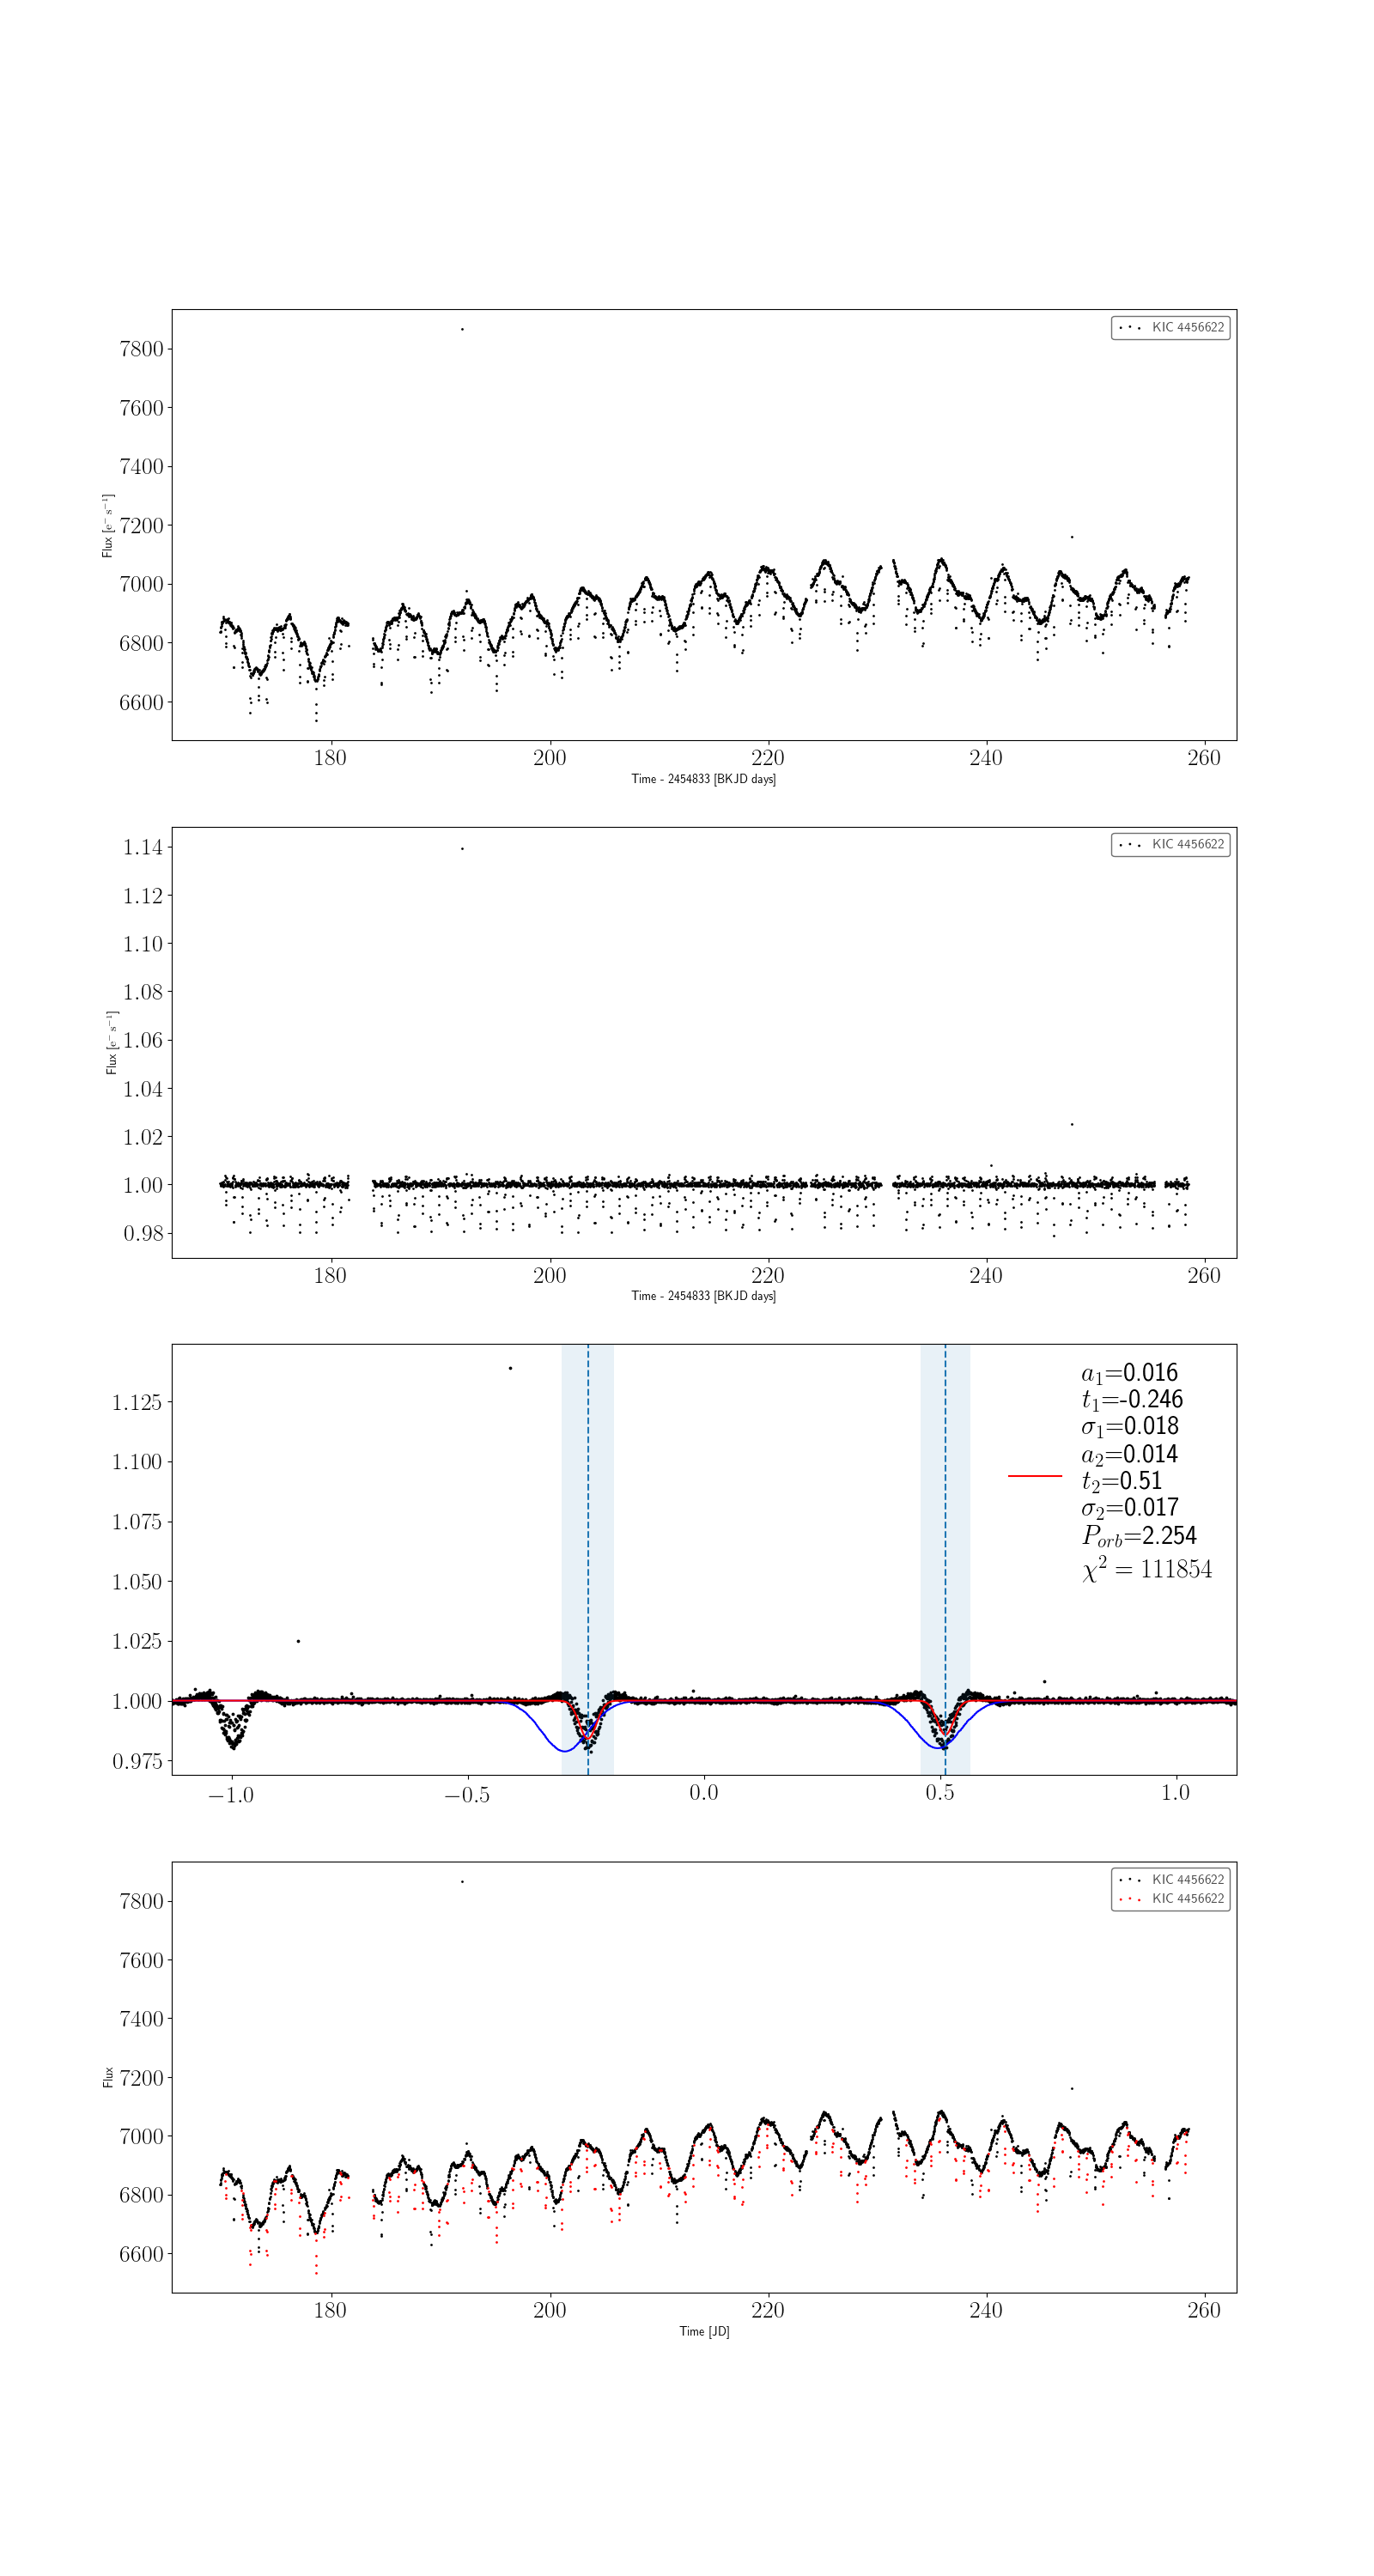 KIC 4456622
7800
7600
7400
7200
7000
6800
6600
Flux [e⁻ s⁻¹]
180 200 220 240 260
Time - 2454833 [BKJD days]
KIC 4456622
1.14
1.12
1.10
1.08
1.06
1.04
1.02
1.00
0.98
Flux [e⁻ s⁻¹]
180 200 220 240 260
Time - 2454833 [BKJD days]
1.125
1.100
1.075
1.050
1.025
1.000
0.975
a₁=0.016
t₁=-0.246
σ₁=0.018
a₂=0.014
t₂=0.51
σ₂=0.017
P_orb=2.254
χ² = 111854
−1.0 −0.5 0.0 0.5 1.0
KIC 4456622
KIC 4456622
7800
7600
7400
7200
7000
6800
6600
Flux
180 200 220 240 260
Time [JD]